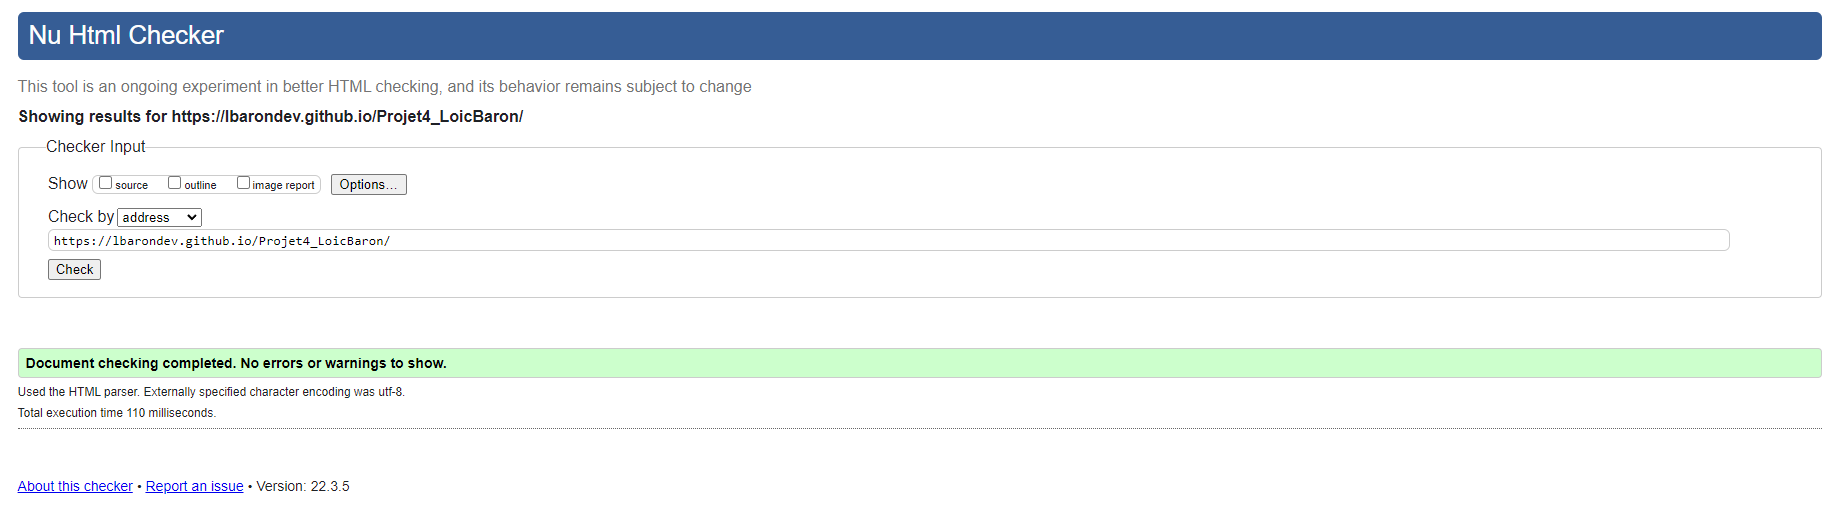 Nu Html Checker
This tool is an ongoing experiment in better HTML checking, and its behavior remains subject to change
Showing results for https://lbarondev.github.io/Projet4_LoicBaron/
Checker Input
Show source outline image report Options...
Check by address
https://lbarondev.github.io/Projet4_LoicBaron/
Check
Document checking completed. No errors or warnings to show.
Used the HTML parser. Externally specified character encoding was utf-8.
Total execution time 110 milliseconds.
About this checker • Report an issue • Version: 22.3.5